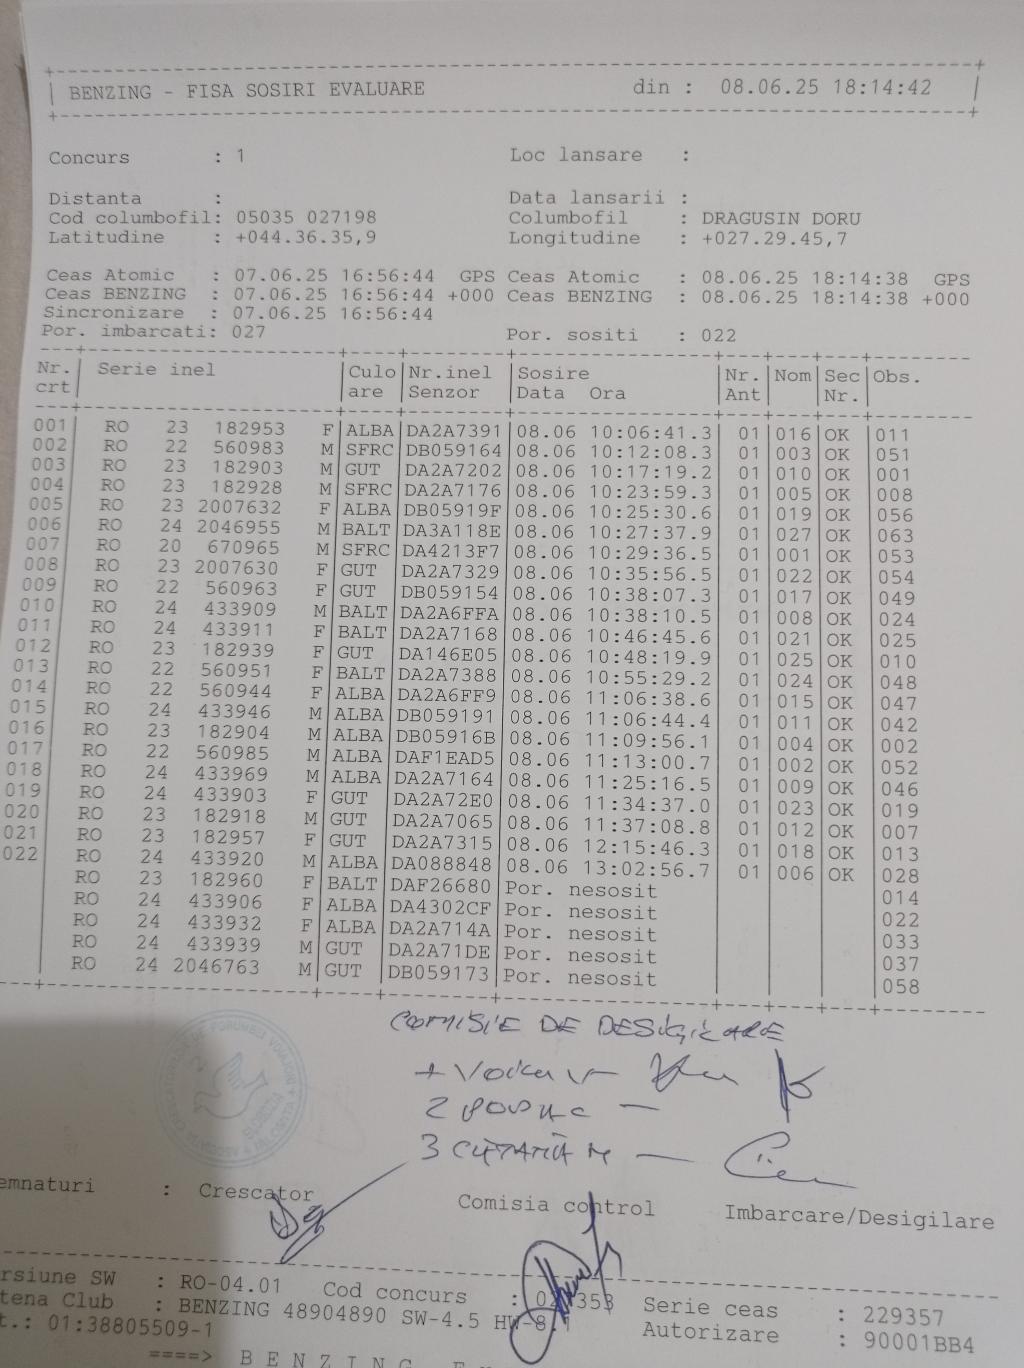 BENZING - FISA SOSIRI EVALUARE din : 08.06.25 18:14:42
Concurs : 1 Loc lansare :
Distanta : Data lansarii :
Cod columbofil: 05035 027198 Columbofil : DRAGUSIN DORU
Latitudine : +044.36.35,9 Longitudine : +027.29.45,7
Ceas Atomic : 07.06.25 16:56:44 GPS Ceas Atomic : 08.06.25 18:14:38 GPS
Ceas BENZING : 07.06.25 16:56:44 +000 Ceas BENZING : 08.06.25 18:14:38 +000
Sincronizare : 07.06.25 16:56:44
Por. imbarcati: 027 Por. sositi : 022
Nr. Serie inel Culo Nr.inel Sosire Nr. Nom Sec Obs.
crt are Senzor Data Ora Ant Nr.
001 RO 23 182953 F ALBA DA2A7391 08.06 10:06:41.3 01 016 OK 011
002 RO 22 560983 M SFRC DB059164 08.06 10:12:08.3 01 003 OK 051
003 RO 23 182903 M GUT DA2A7202 08.06 10:17:19.2 01 010 OK 001
004 RO 23 182928 M SFRC DA2A7176 08.06 10:23:59.3 01 005 OK 008
005 RO 23 2007632 F ALBA DB05919F 08.06 10:25:30.6 01 019 OK 056
006 RO 24 2046955 M BALT DA3A118E 08.06 10:27:37.9 01 027 OK 063
007 RO 20 670965 M SFRC DA4213F7 08.06 10:29:36.5 01 001 OK 053
008 RO 23 2007630 F GUT DA2A7329 08.06 10:35:56.5 01 022 OK 054
009 RO 22 560963 F GUT DB059154 08.06 10:38:07.3 01 017 OK 049
010 RO 24 433909 M BALT DA2A6FFA 08.06 10:38:10.5 01 008 OK 024
011 RO 24 433911 F BALT DA2A7168 08.06 10:46:45.6 01 021 OK 025
012 RO 23 182939 F GUT DA146E05 08.06 10:48:19.9 01 025 OK 010
013 RO 22 560951 F BALT DA2A7388 08.06 10:55:29.2 01 024 OK 048
014 RO 22 560944 F ALBA DA2A6FF9 08.06 11:06:38.6 01 015 OK 047
015 RO 24 433946 M ALBA DB059191 08.06 11:06:44.4 01 011 OK 042
016 RO 23 182904 M ALBA DB05916B 08.06 11:09:56.1 01 004 OK 002
017 RO 22 560985 M ALBA DAF1EAD5 08.06 11:13:00.7 01 002 OK 052
018 RO 24 433969 M ALBA DA2A7164 08.06 11:25:16.5 01 009 OK 046
019 RO 24 433903 F GUT DA2A72E0 08.06 11:34:37.0 01 023 OK 019
020 RO 23 182918 M GUT DA2A7065 08.06 11:37:08.8 01 012 OK 007
021 RO 23 182957 F GUT DA2A7315 08.06 12:15:46.3 01 018 OK 013
022 RO 24 433920 M ALBA DA088848 08.06 13:02:56.7 01 006 OK 028
RO 23 182960 F BALT DAF26680 Por. nesosit 014
RO 24 433906 F ALBA DA4302CF Por. nesosit 022
RO 24 433932 F ALBA DA2A714A Por. nesosit 033
RO 24 433939 M GUT DA2A71DE Por. nesosit 037
RO 24 2046763 M GUT DB059173 Por. nesosit 058
COMISIE DE DESIGILARE
2
3
emnaturi : Crescator Comisia control Imbarcare/Desigilare
rsiune SW : RO-04.01 Cod concurs : Serie ceas : 229357
tena Club : BENZING 48904890 SW-4.5 Autorizare : 90001BB4
t.: 01:38805509-1
====> BENZING